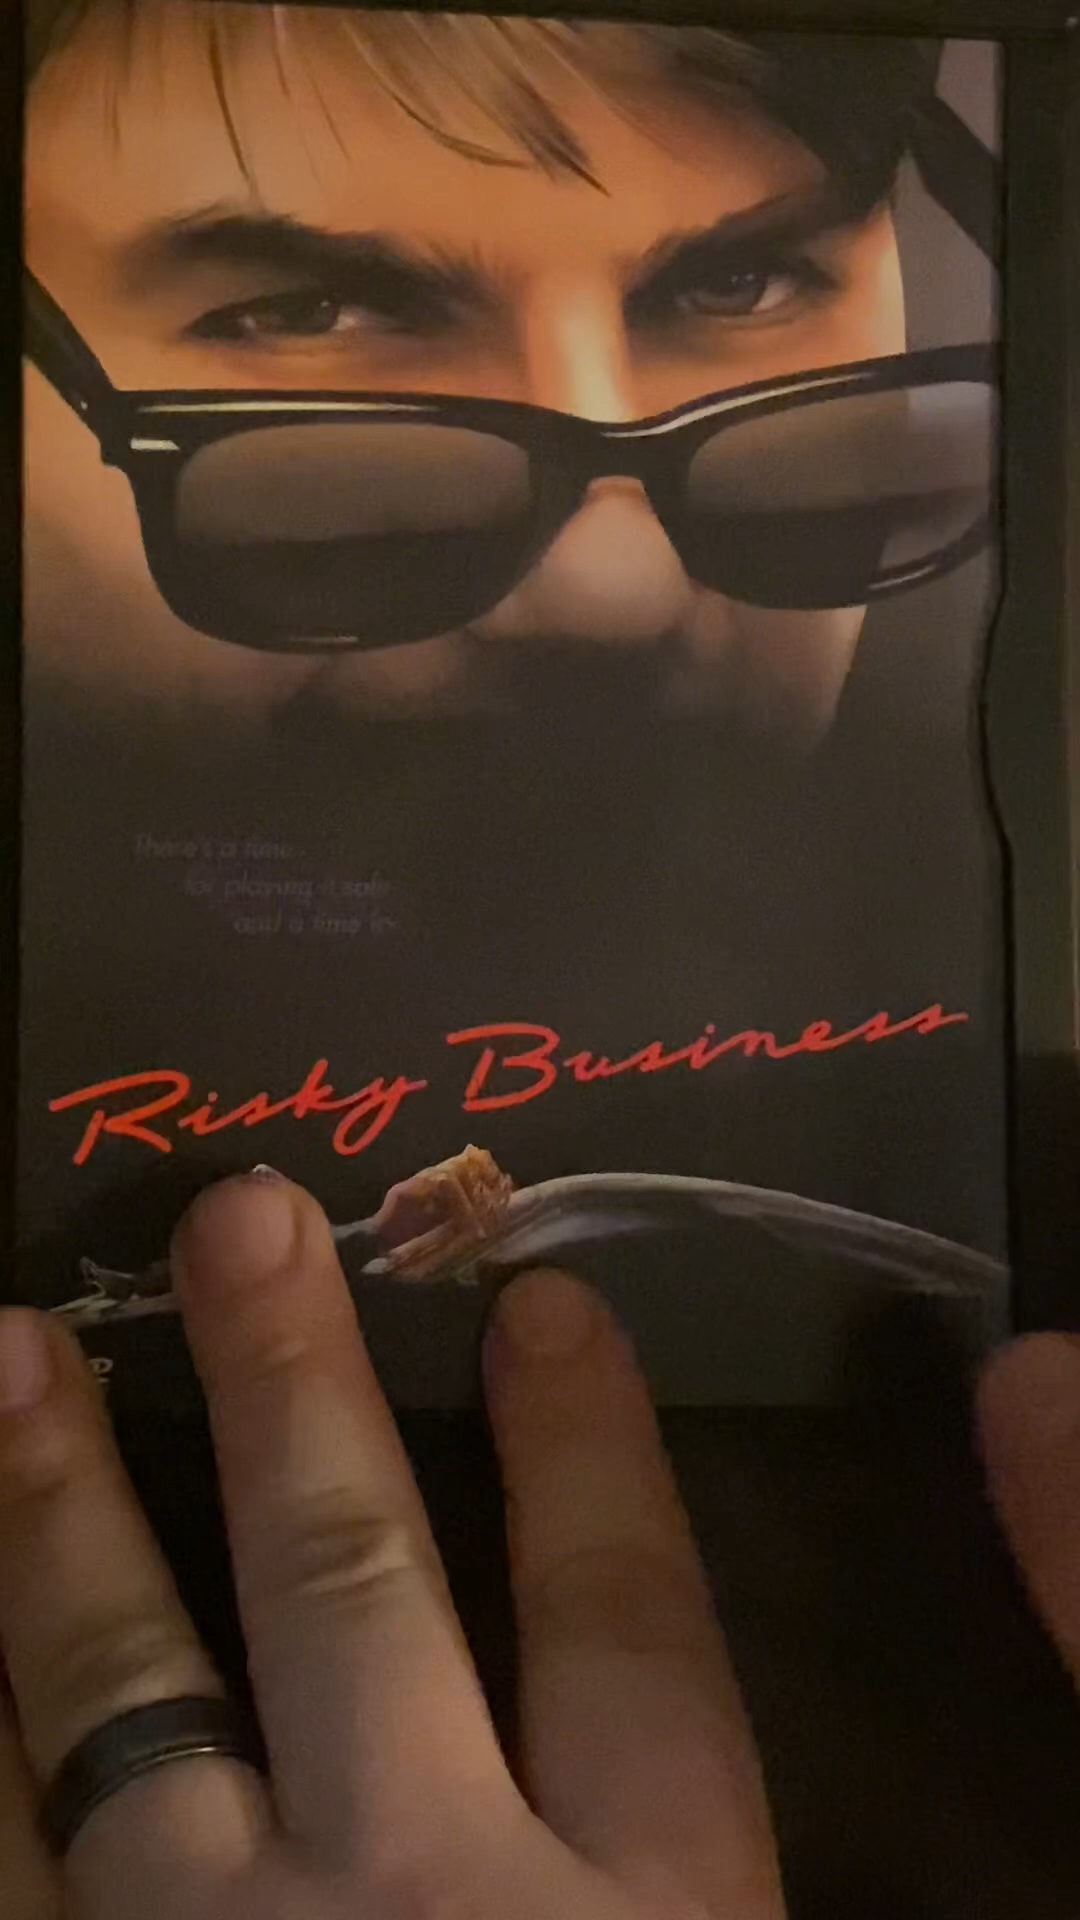 There's a time
for playing it safe
and a time for
Risky Business